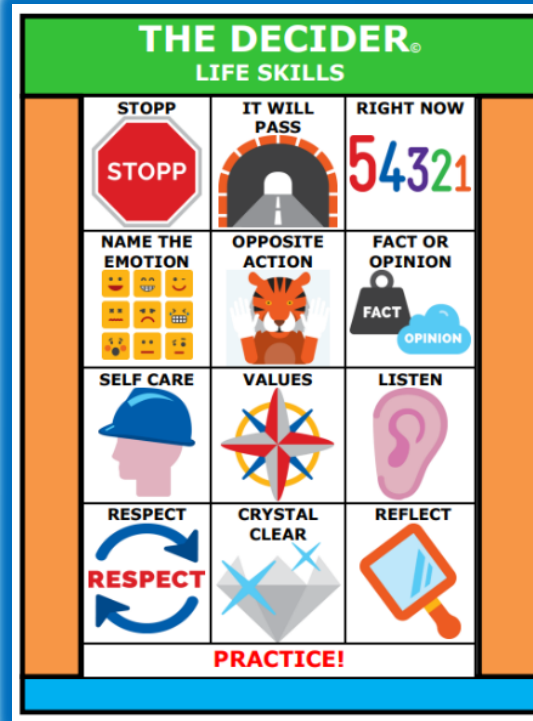 THE DECIDER©
LIFE SKILLS
STOPP
STOPP
IT WILL
PASS
RIGHT NOW
54321
NAME THE
EMOTION
OPPOSITE
ACTION
FACT OR
OPINION
FACT
OPINION
SELF CARE
VALUES
LISTEN
RESPECT
RESPECT
CRYSTAL
CLEAR
REFLECT
PRACTICE!